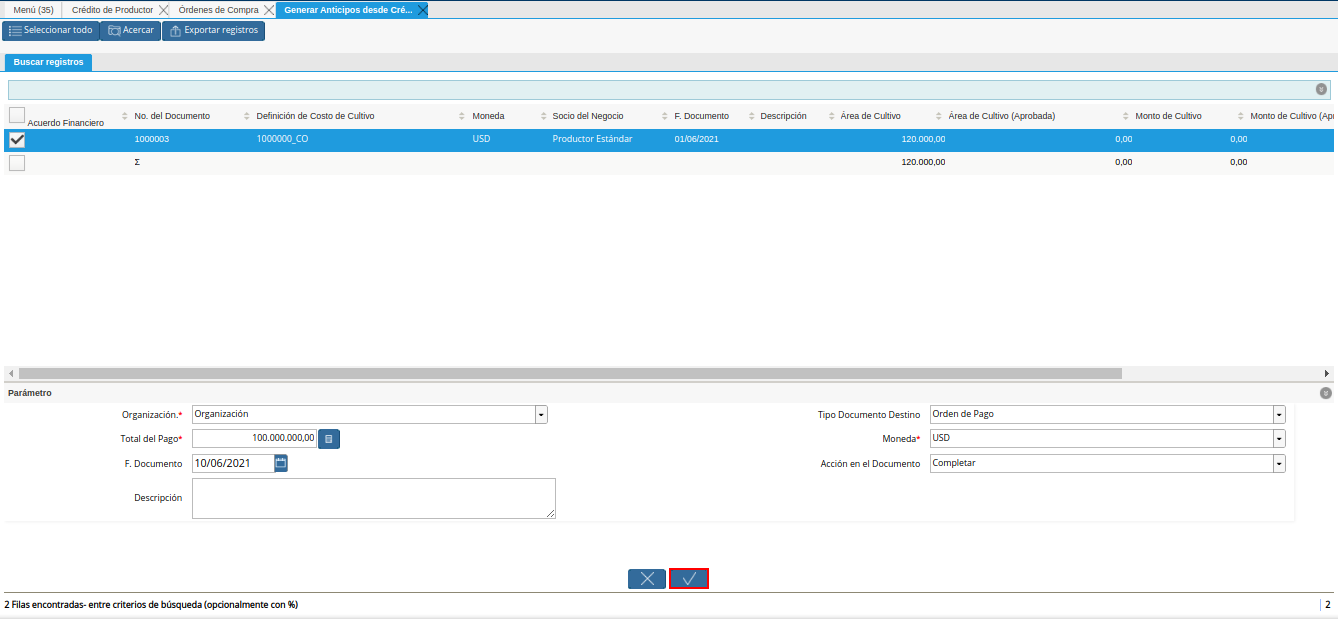 Menú (35) Crédito de Productor Órdenes de Compra Generar Anticipos desde Cré...
Seleccionar todo Acercar Exportar registros
Buscar registros
Acuerdo Financiero No. del Documento Definición de Costo de Cultivo Moneda Socio del Negocio F. Documento Descripción Área de Cultivo Área de Cultivo (Aprobada) Monto de Cultivo Monto de Cultivo (Apr
1000003 1000000_CO USD Productor Estándar 01/06/2021 120.000,00 0,00 0,00
Σ 120.000,00 0,00 0,00
Parámetro
Organización.* Organización Tipo Documento Destino Orden de Pago
Total del Pago* 100.000.000,00 Moneda* USD
F. Documento 10/06/2021 Acción en el Documento Completar
Descripción
2 Filas encontradas- entre criterios de búsqueda (opcionalmente con %) 2